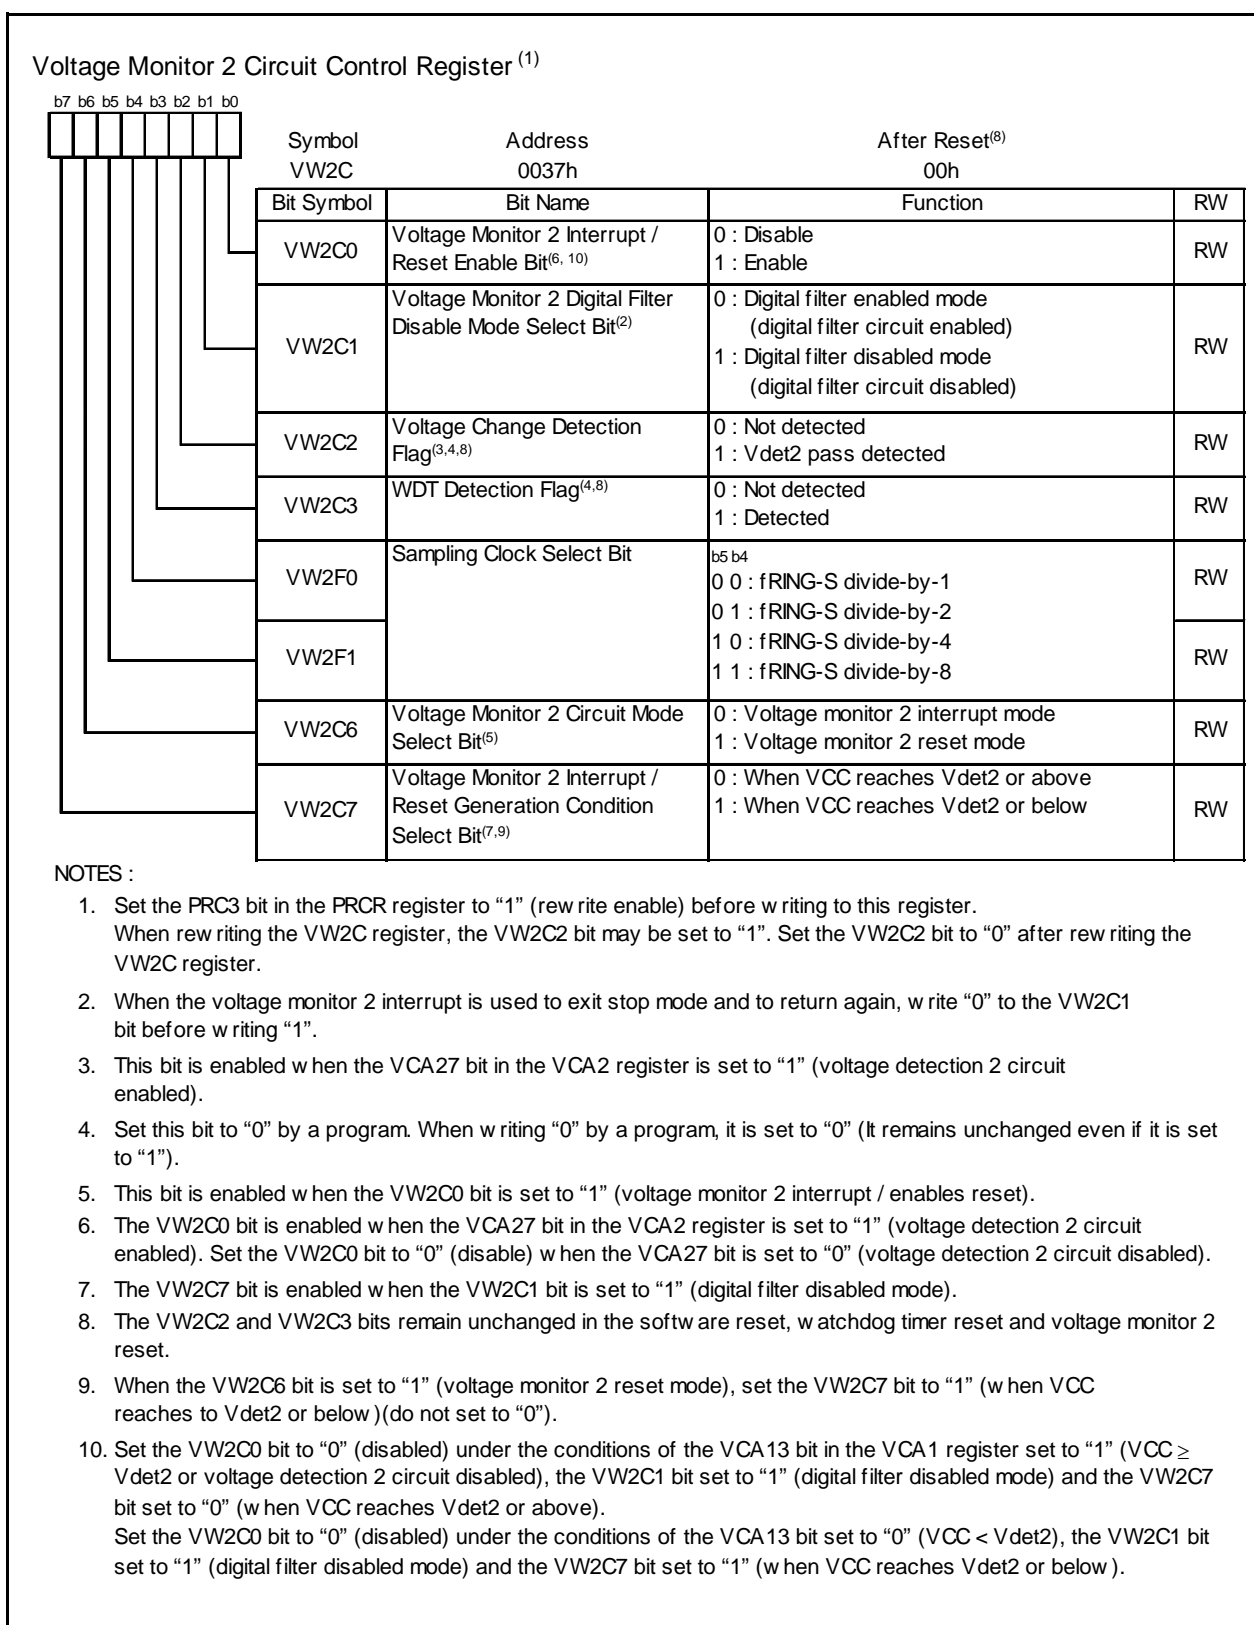 Voltage Monitor 2 Circuit Control Register (1)
b7 b6 b5 b4 b3 b2 b1 b0
Symbol Address After Reset(8)
VW2C 0037h 00h
Bit Symbol Bit Name Function RW
VW2C0 Voltage Monitor 2 Interrupt / 0 : Disable RW
Reset Enable Bit(6, 10) 1 : Enable
VW2C1 Voltage Monitor 2 Digital Filter 0 : Digital filter enabled mode RW
Disable Mode Select Bit(2) (digital filter circuit enabled)
1 : Digital filter disabled mode
(digital filter circuit disabled)
VW2C2 Voltage Change Detection 0 : Not detected RW
Flag(3,4,8) 1 : Vdet2 pass detected
VW2C3 WDT Detection Flag(4,8) 0 : Not detected RW
1 : Detected
VW2F0 Sampling Clock Select Bit b5 b4 RW
0 0 : fRING-S divide-by-1
0 1 : fRING-S divide-by-2
VW2F1 1 0 : fRING-S divide-by-4 RW
1 1 : fRING-S divide-by-8
VW2C6 Voltage Monitor 2 Circuit Mode 0 : Voltage monitor 2 interrupt mode RW
Select Bit(5) 1 : Voltage monitor 2 reset mode
VW2C7 Voltage Monitor 2 Interrupt / 0 : When VCC reaches Vdet2 or above RW
Reset Generation Condition 1 : When VCC reaches Vdet2 or below
Select Bit(7,9)
NOTES :
1. Set the PRC3 bit in the PRCR register to “1” (rewrite enable) before writing to this register.
When rewriting the VW2C register, the VW2C2 bit may be set to “1”. Set the VW2C2 bit to “0” after rewriting the
VW2C register.
2. When the voltage monitor 2 interrupt is used to exit stop mode and to return again, write “0” to the VW2C1
bit before writing “1”.
3. This bit is enabled when the VCA27 bit in the VCA2 register is set to “1” (voltage detection 2 circuit
enabled).
4. Set this bit to “0” by a program. When writing “0” by a program, it is set to “0” (It remains unchanged even if it is set
to “1”).
5. This bit is enabled when the VW2C0 bit is set to “1” (voltage monitor 2 interrupt / enables reset).
6. The VW2C0 bit is enabled when the VCA27 bit in the VCA2 register is set to “1” (voltage detection 2 circuit
enabled). Set the VW2C0 bit to “0” (disable) when the VCA27 bit is set to “0” (voltage detection 2 circuit disabled).
7. The VW2C7 bit is enabled when the VW2C1 bit is set to “1” (digital filter disabled mode).
8. The VW2C2 and VW2C3 bits remain unchanged in the software reset, watchdog timer reset and voltage monitor 2
reset.
9. When the VW2C6 bit is set to “1” (voltage monitor 2 reset mode), set the VW2C7 bit to “1” (when VCC
reaches to Vdet2 or below)(do not set to “0”).
10. Set the VW2C0 bit to “0” (disabled) under the conditions of the VCA13 bit in the VCA1 register set to “1” (VCC ≥
Vdet2 or voltage detection 2 circuit disabled), the VW2C1 bit set to “1” (digital filter disabled mode) and the VW2C7
bit set to “0” (when VCC reaches Vdet2 or above).
Set the VW2C0 bit to “0” (disabled) under the conditions of the VCA13 bit set to “0” (VCC < Vdet2), the VW2C1 bit
set to “1” (digital filter disabled mode) and the VW2C7 bit set to “1” (when VCC reaches Vdet2 or below).